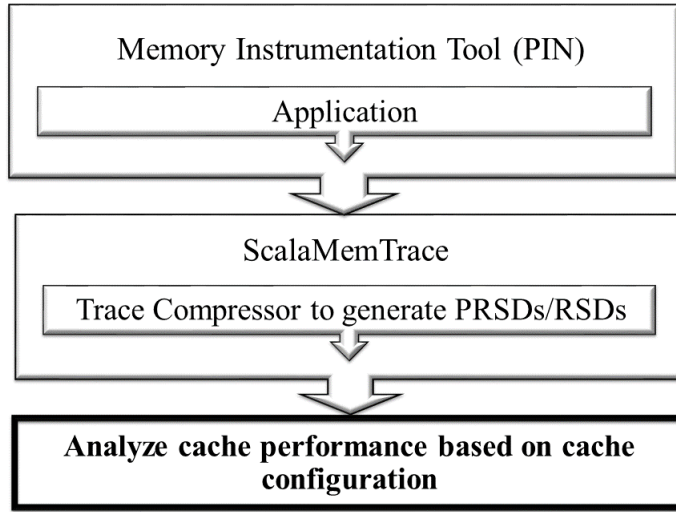 Memory Instrumentation Tool (PIN)
Application
ScalaMemTrace
Trace Compressor to generate PRSDs/RSDs
Analyze cache performance based on cache
configuration